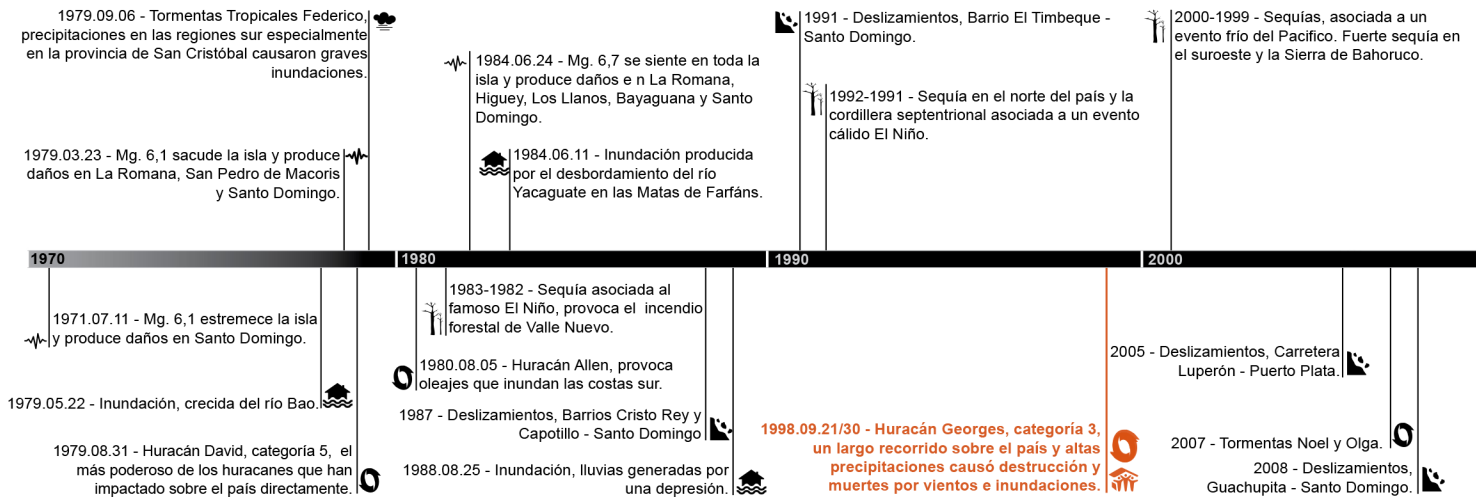 1979.09.06 - Tormentas Tropicales Federico,
precipitaciones en las regiones sur especialmente
en la provincia de San Cristóbal causaron graves
inundaciones.
1979.03.23 - Mg. 6,1 sacude la isla y produce
daños en La Romana, San Pedro de Macoris
y Santo Domingo.
1984.06.24 - Mg. 6,7 se siente en toda la
isla y produce daños e n La Romana,
Higuey, Los Llanos, Bayaguana y Santo
Domingo.
1984.06.11 - Inundación producida
por el desbordamiento del río
Yacaguate en las Matas de Farfáns.
1991 - Deslizamientos, Barrio El Timbeque -
Santo Domingo.
1992-1991 - Sequía en el norte del país y la
cordillera septentrional asociada a un evento
cálido El Niño.
2000-1999 - Sequías, asociada a un
evento frío del Pacifico. Fuerte sequía en
el suroeste y la Sierra de Bahoruco.
1970
1980
1990
2000
1971.07.11 - Mg. 6,1 estremece la isla
y produce daños en Santo Domingo.
1979.05.22 - Inundación, crecida del río Bao.
1979.08.31 - Huracán David, categoría 5, el
más poderoso de los huracanes que han
impactado sobre el país directamente.
1983-1982 - Sequía asociada al
famoso El Niño, provoca el incendio
forestal de Valle Nuevo.
1980.08.05 - Huracán Allen, provoca
oleajes que inundan las costas sur.
1987 - Deslizamientos, Barrios Cristo Rey y
Capotillo - Santo Domingo
1988.08.25 - Inundación, lluvias generadas por
una depresión.
1998.09.21/30 - Huracán Georges, categoría 3,
un largo recorrido sobre el país y altas
precipitaciones causó destrucción y
muertes por vientos e inundaciones.
2005 - Deslizamientos, Carretera
Luperón - Puerto Plata.
2007 - Tormentas Noel y Olga.
2008 - Deslizamientos,
Guachupita - Santo Domingo.